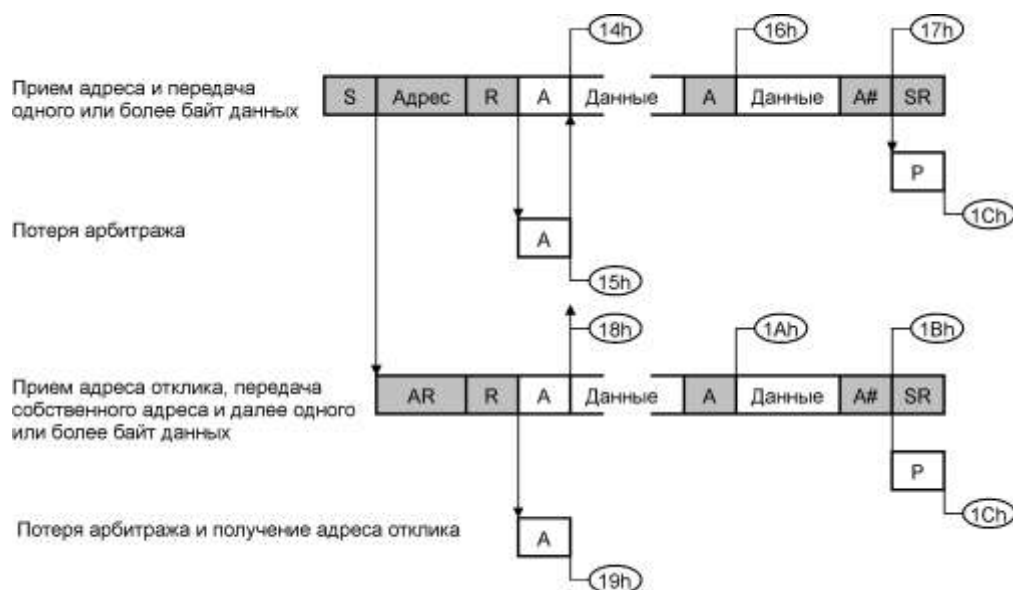 14h
16h
17h
Прием адреса и передача
одного или более байт данных
S Адрес R A Данные A Данные A# SR
P
1Ch
Потеря арбитража
A
15h
18h
1Ah
1Bh
Прием адреса отклика, передача
собственного адреса и далее одного
или более байт данных
AR R A Данные A Данные A# SR
P
1Ch
Потеря арбитража и получение адреса отклика
A
19h